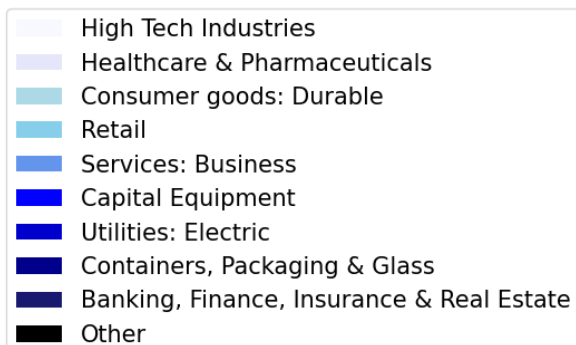 High Tech Industries
Healthcare & Pharmaceuticals
Consumer goods: Durable
Retail
Services: Business
Capital Equipment
Utilities: Electric
Containers, Packaging & Glass
Banking, Finance, Insurance & Real Estate
Other